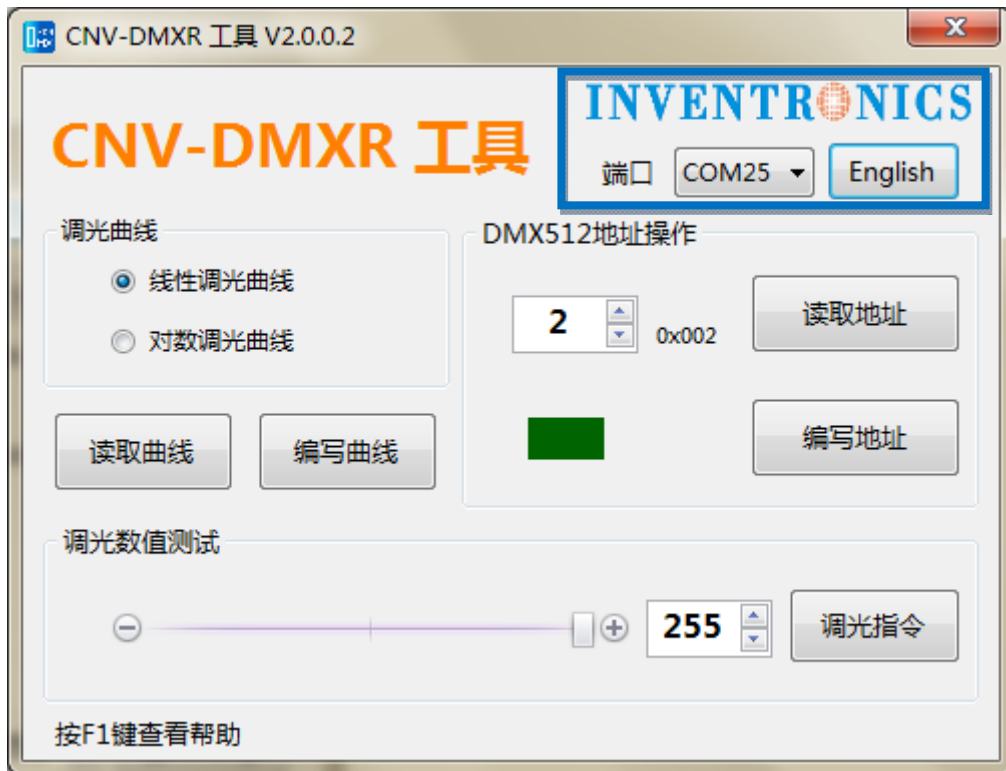 CNV-DMXR 工具 V2.0.0.2
INVENTRONICS
CNV-DMXR 工具
端口 COM25 English
调光曲线
线性调光曲线
对数调光曲线
读取曲线 编写曲线
DMX512地址操作
2 0x002 读取地址
编写地址
调光数值测试
255 调光指令
按F1键查看帮助